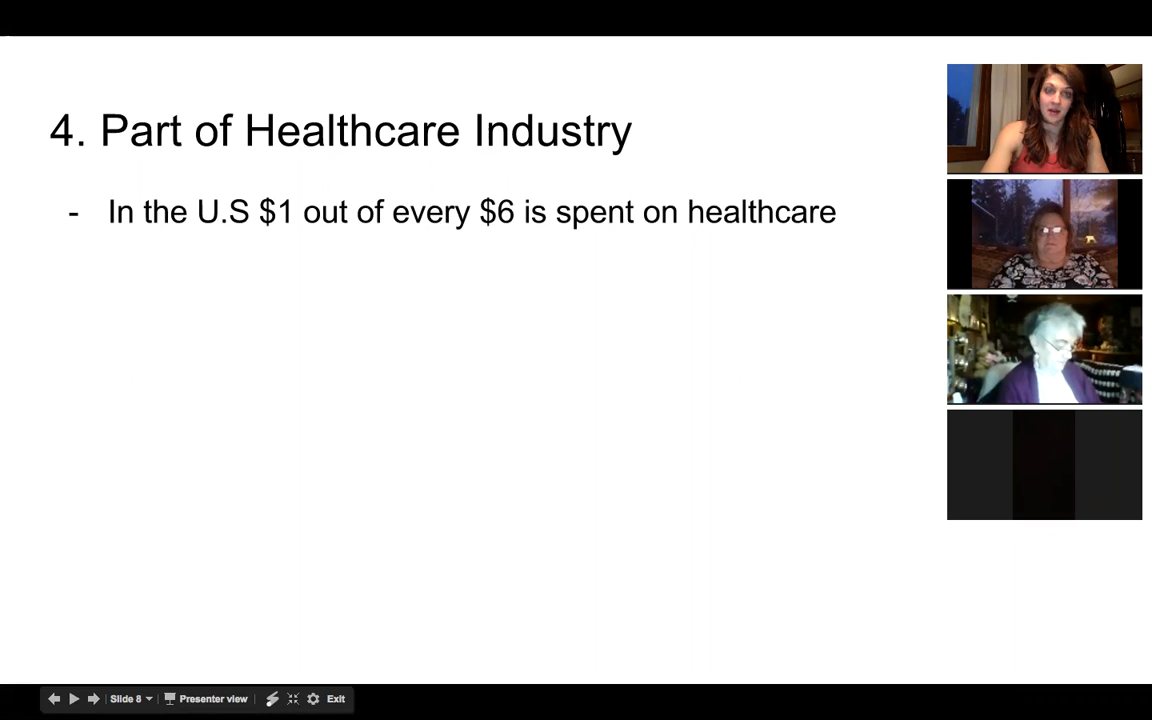 4. Part of Healthcare Industry
- In the U.S $1 out of every $6 is spent on healthcare
Slide 8 Presenter view Exit